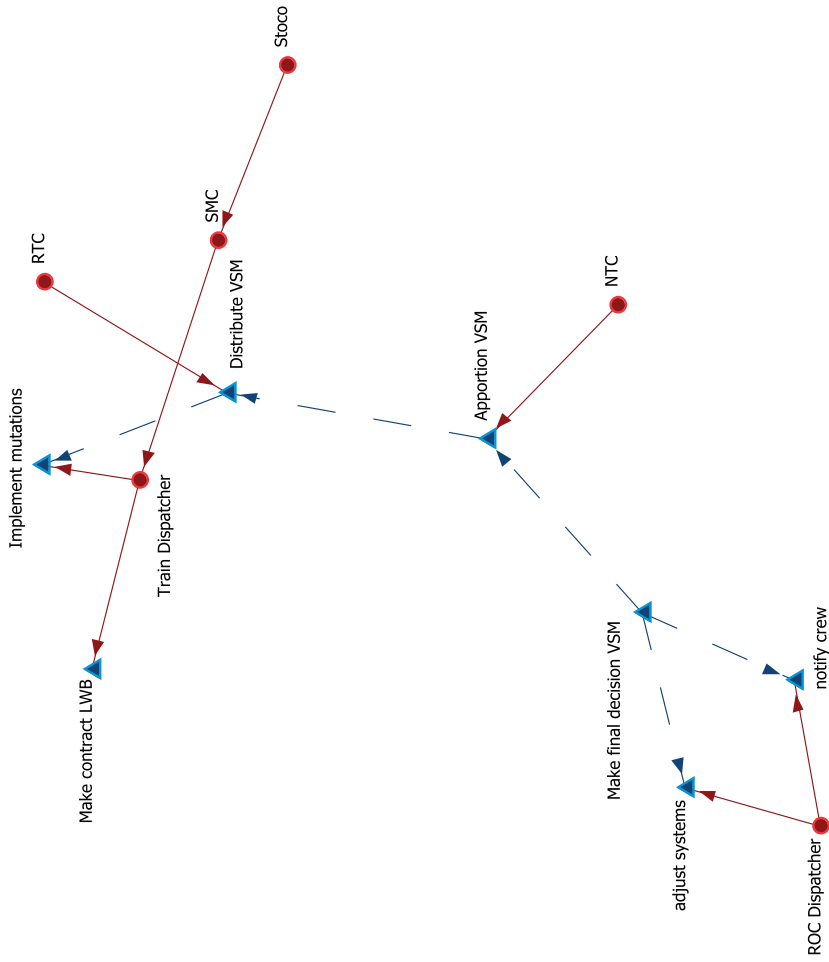 Stoco
SMC
RTC
Distribute VSM
NTC
Apportion VSM
Implement mutations
Train Dispatcher
Make contract LWB
Make final decision VSM
notify crew
adjust systems
ROC Dispatcher